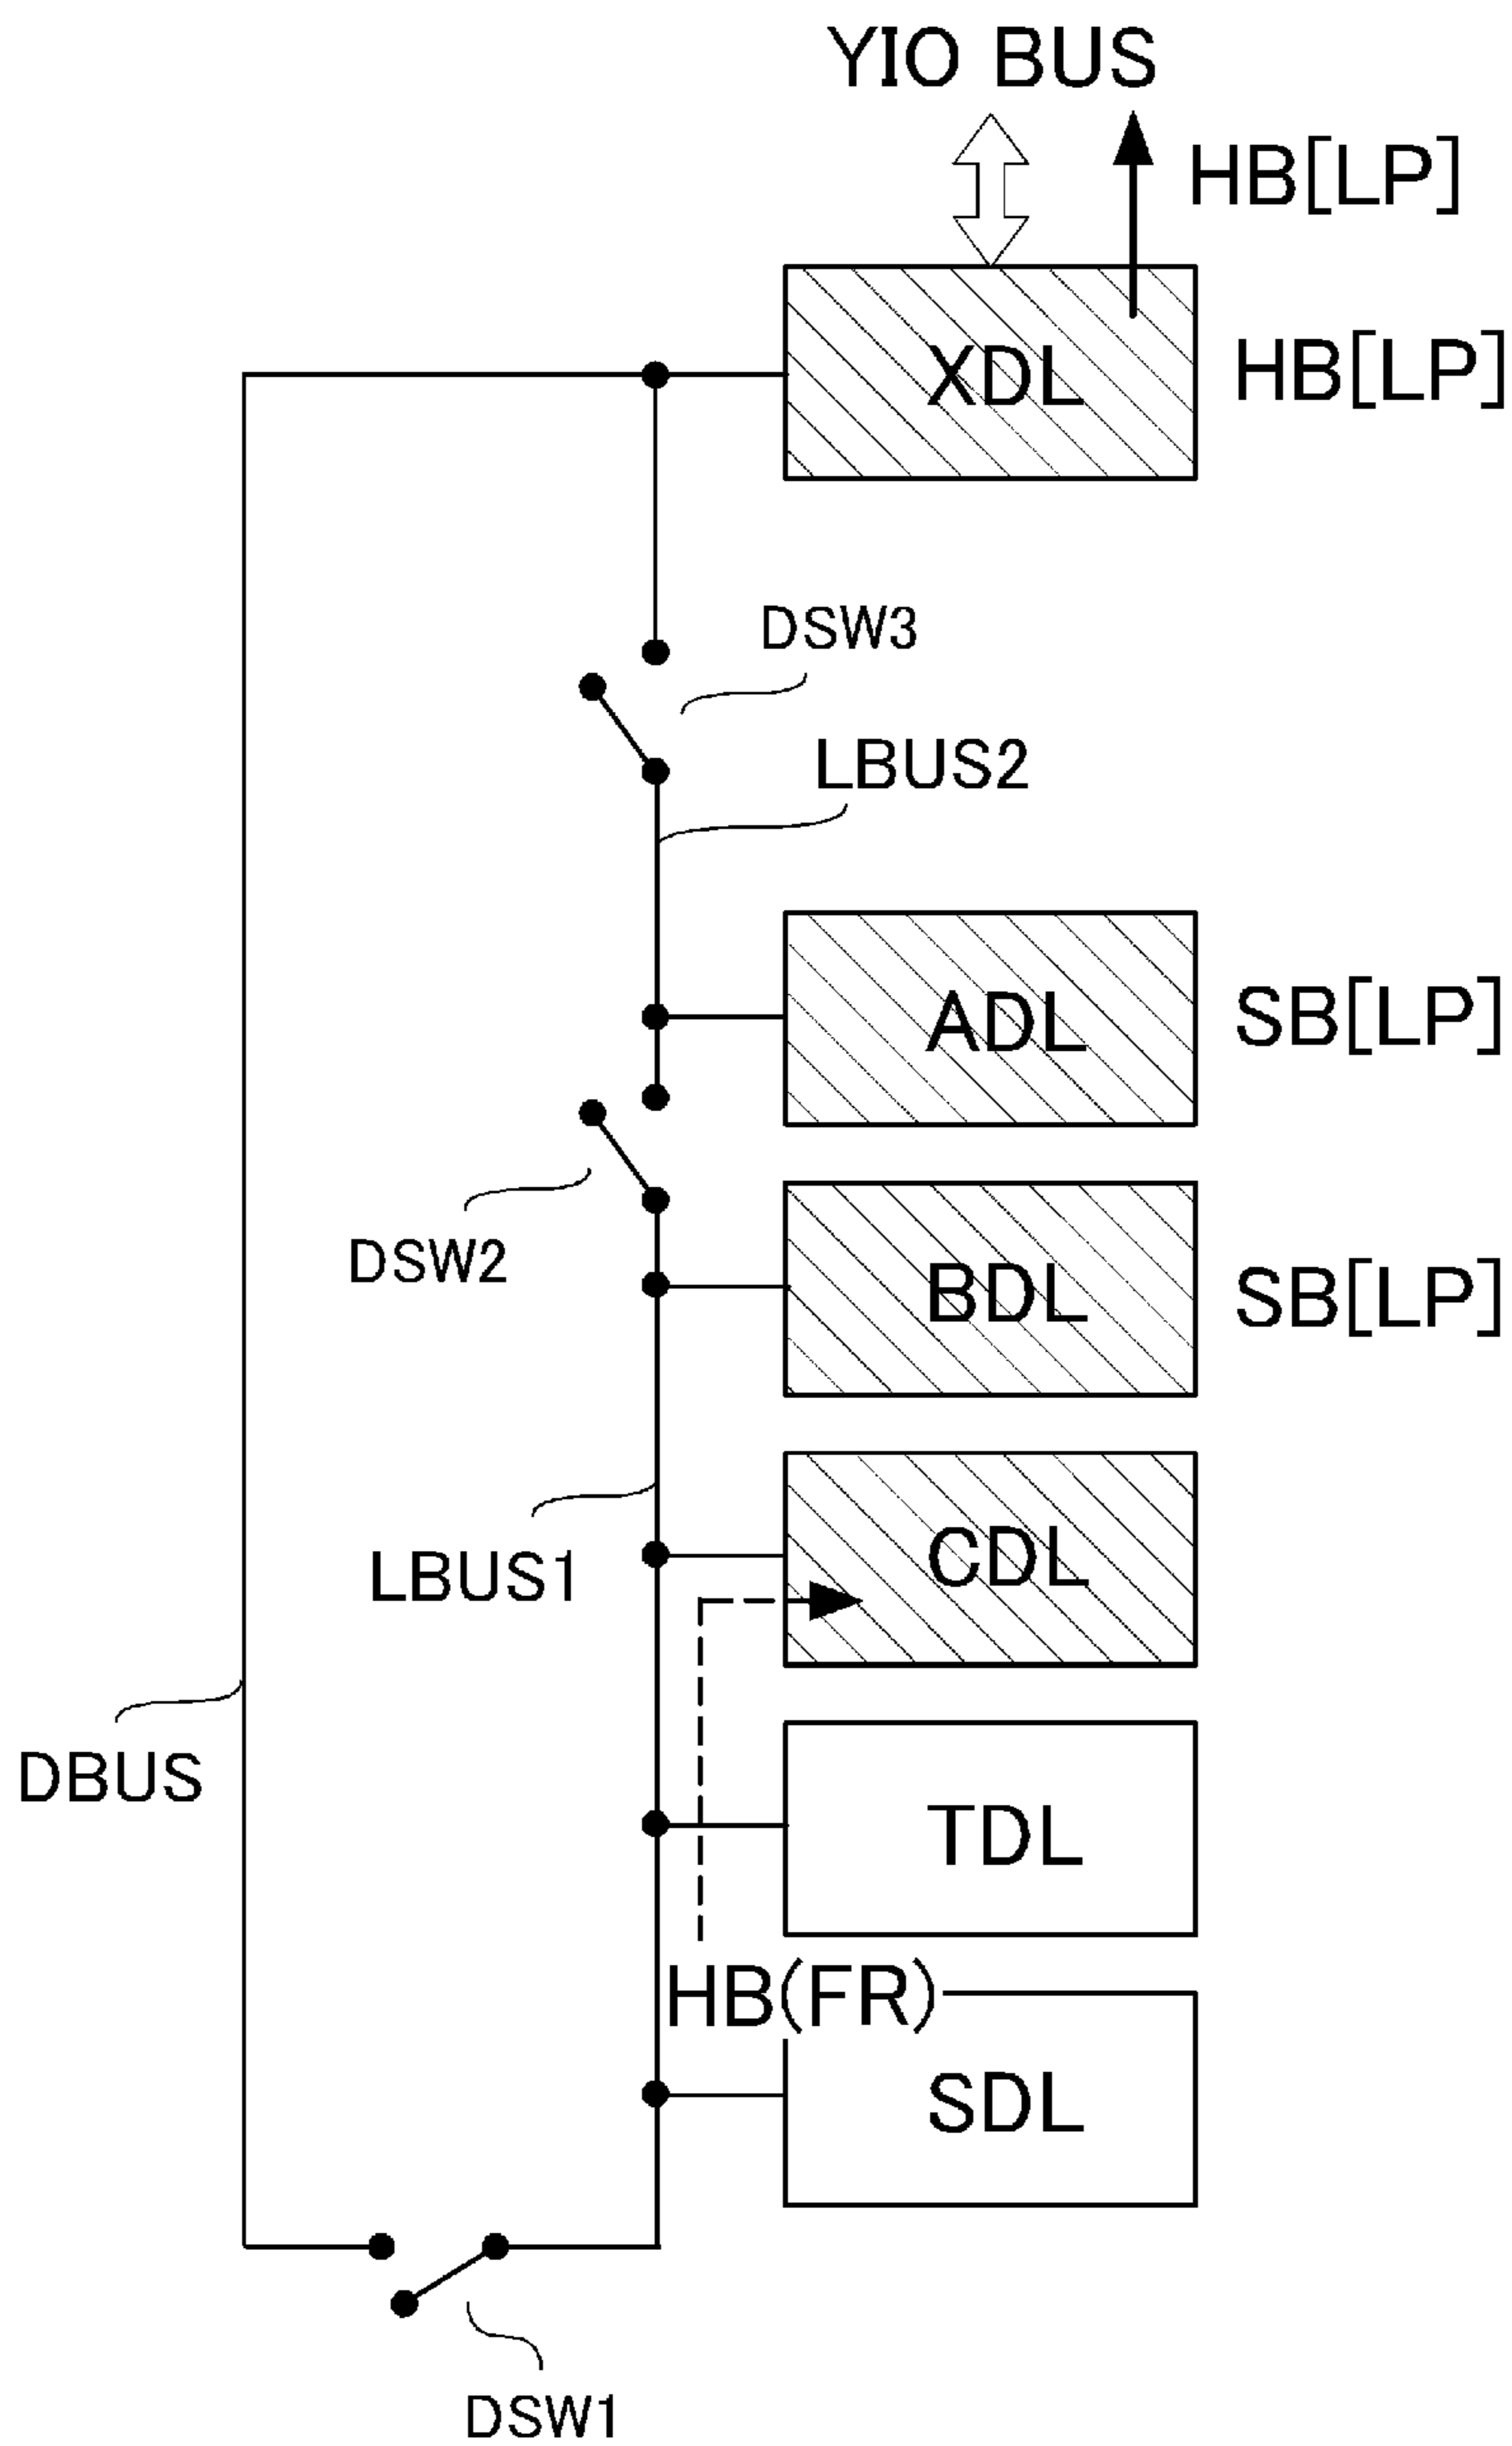 YIO BUS
HB[LP]
XDL
HB[LP]
DSW3
LBUS2
ADL
SB[LP]
DSW2
BDL
SB[LP]
CDL
LBUS1
DBUS
TDL
HB(FR)
SDL
DSW1